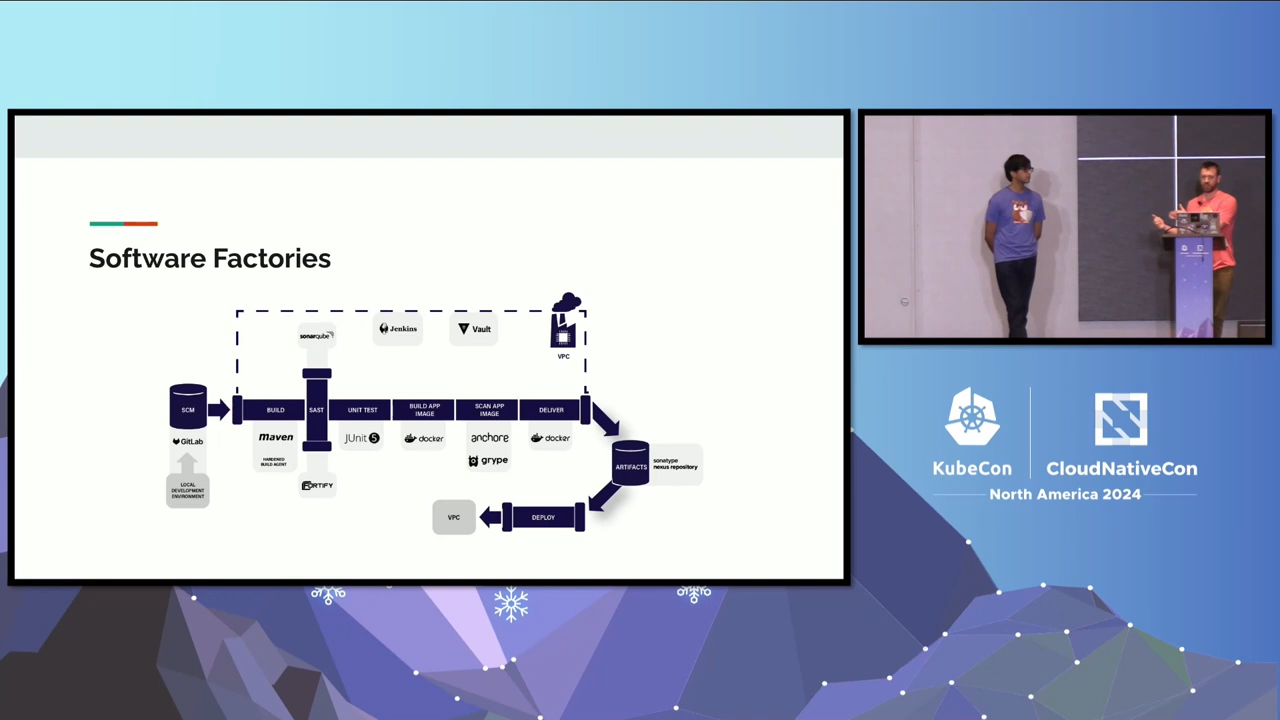 Software Factories
sonarqube
Jenkins
Vault
VPC
SCM
BUILD
SAST
UNIT TEST
BUILD APP
IMAGE
SCAN APP
IMAGE
DELIVER
GitLab
maven
JUnit 5
docker
anchore
docker
HARDENED
BUILD AGENT
grype
LOCAL
DEVELOPMENT
ENVIRONMENT
FORTIFY
ARTIFACTS
sonatype
nexus repository
VPC
DEPLOY
KubeCon
CloudNativeCon
North America 2024